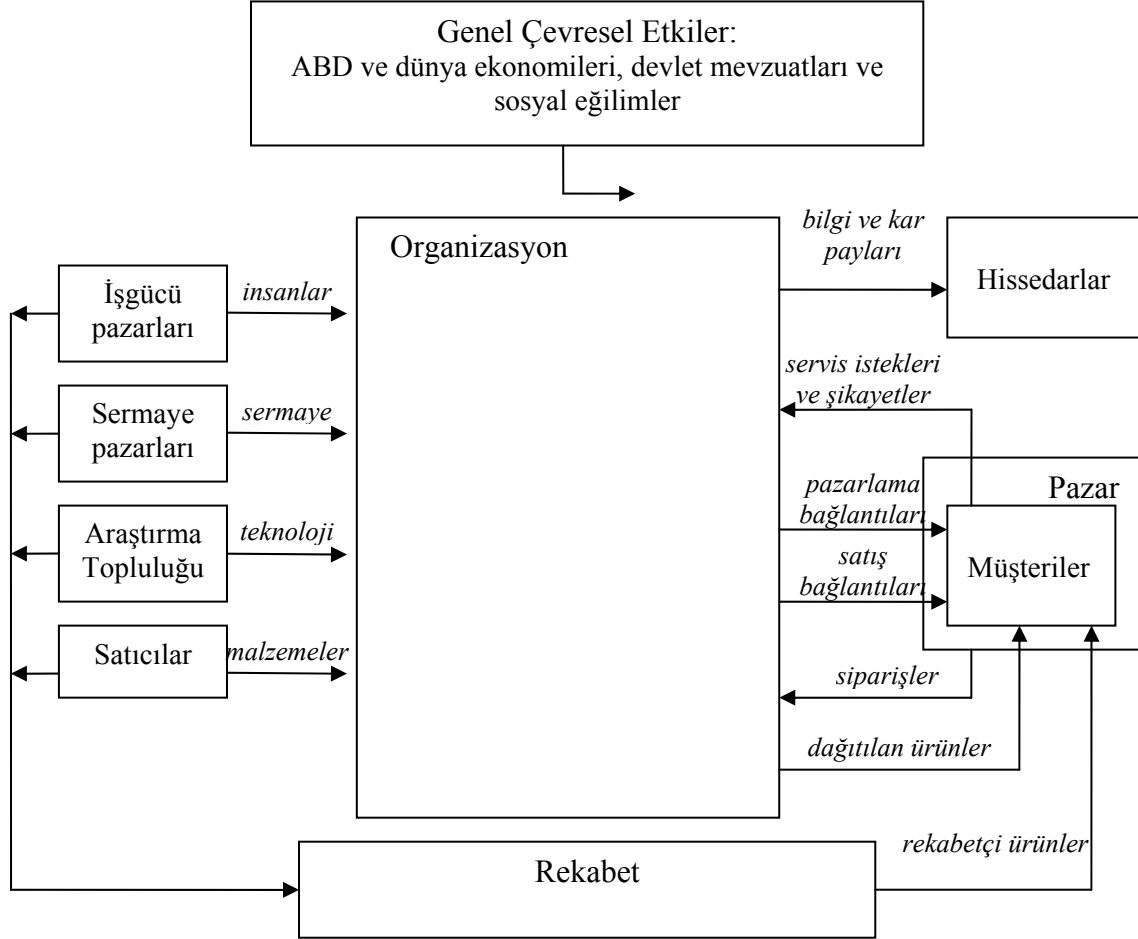 Genel Çevresel Etkiler:
ABD ve dünya ekonomileri, devlet mevzuatları ve
sosyal eğilimler
Organizasyon
bilgi ve kar
payları
Hissedarlar
İşgücü
pazarları
insanlar
servis istekleri
ve şikayetler
Sermaye
pazarları
sermaye
Pazar
pazarlama
bağlantıları
Araştırma
Topluluğu
teknoloji
satış
bağlantıları
Müşteriler
Satıcılar
malzemeler
siparişler
dağıtılan ürünler
rekabetçi ürünler
Rekabet